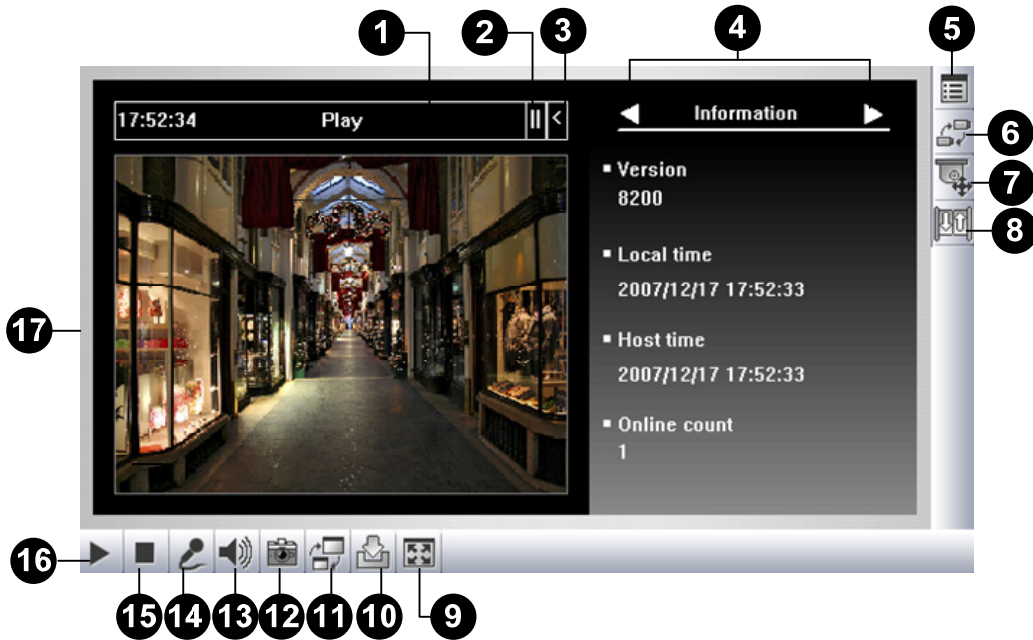 1 2 3 4 5
17:52:34 Play || <
Information
6
7
8
Version
8200
Local time
2007/12/17 17:52:33
Host time
2007/12/17 17:52:33
Online count
1
17
16
15 14 13 12 11 10 9